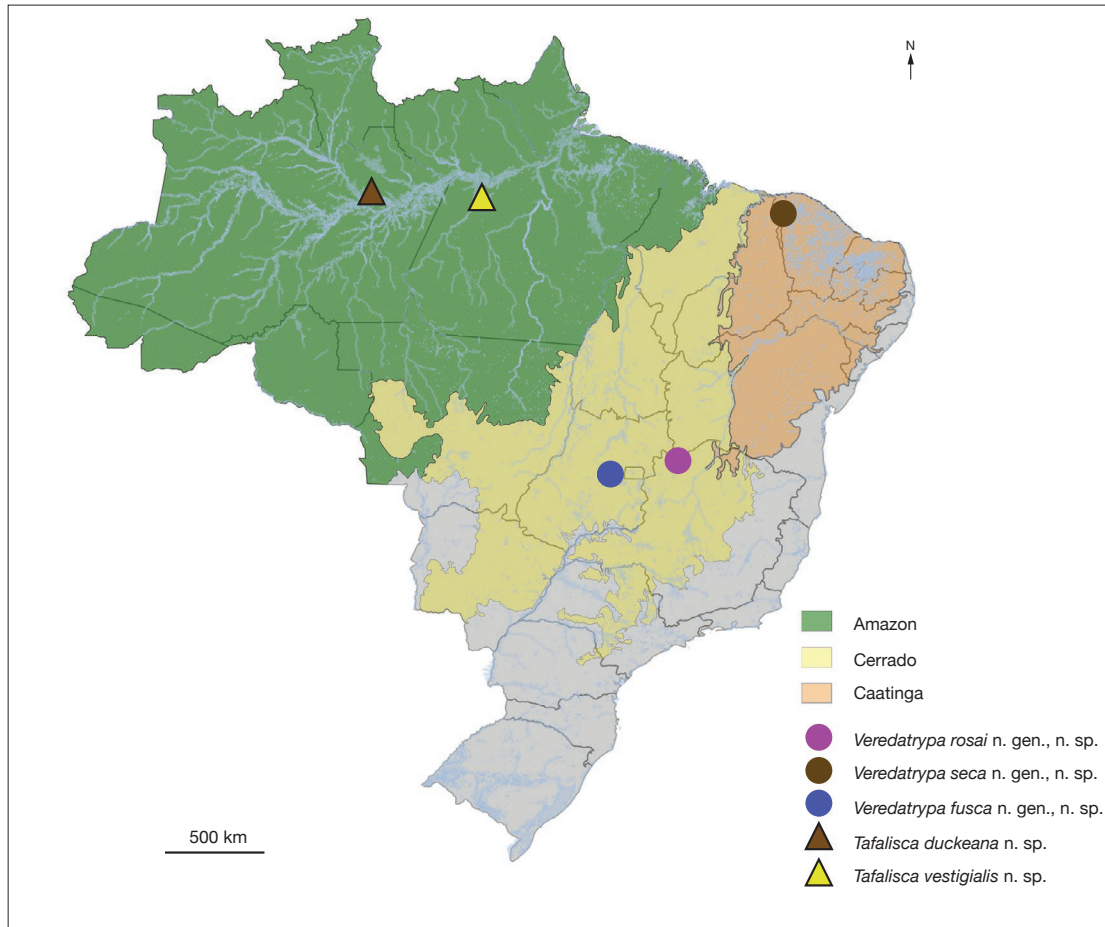 N
Amazon
Cerrado
Caatinga
Veredatrypa rosai n. gen., n. sp.
Veredatrypa seca n. gen., n. sp.
Veredatrypa fusca n. gen., n. sp.
Tafalisca duckeana n. sp.
Tafalisca vestigialis n. sp.
500 km